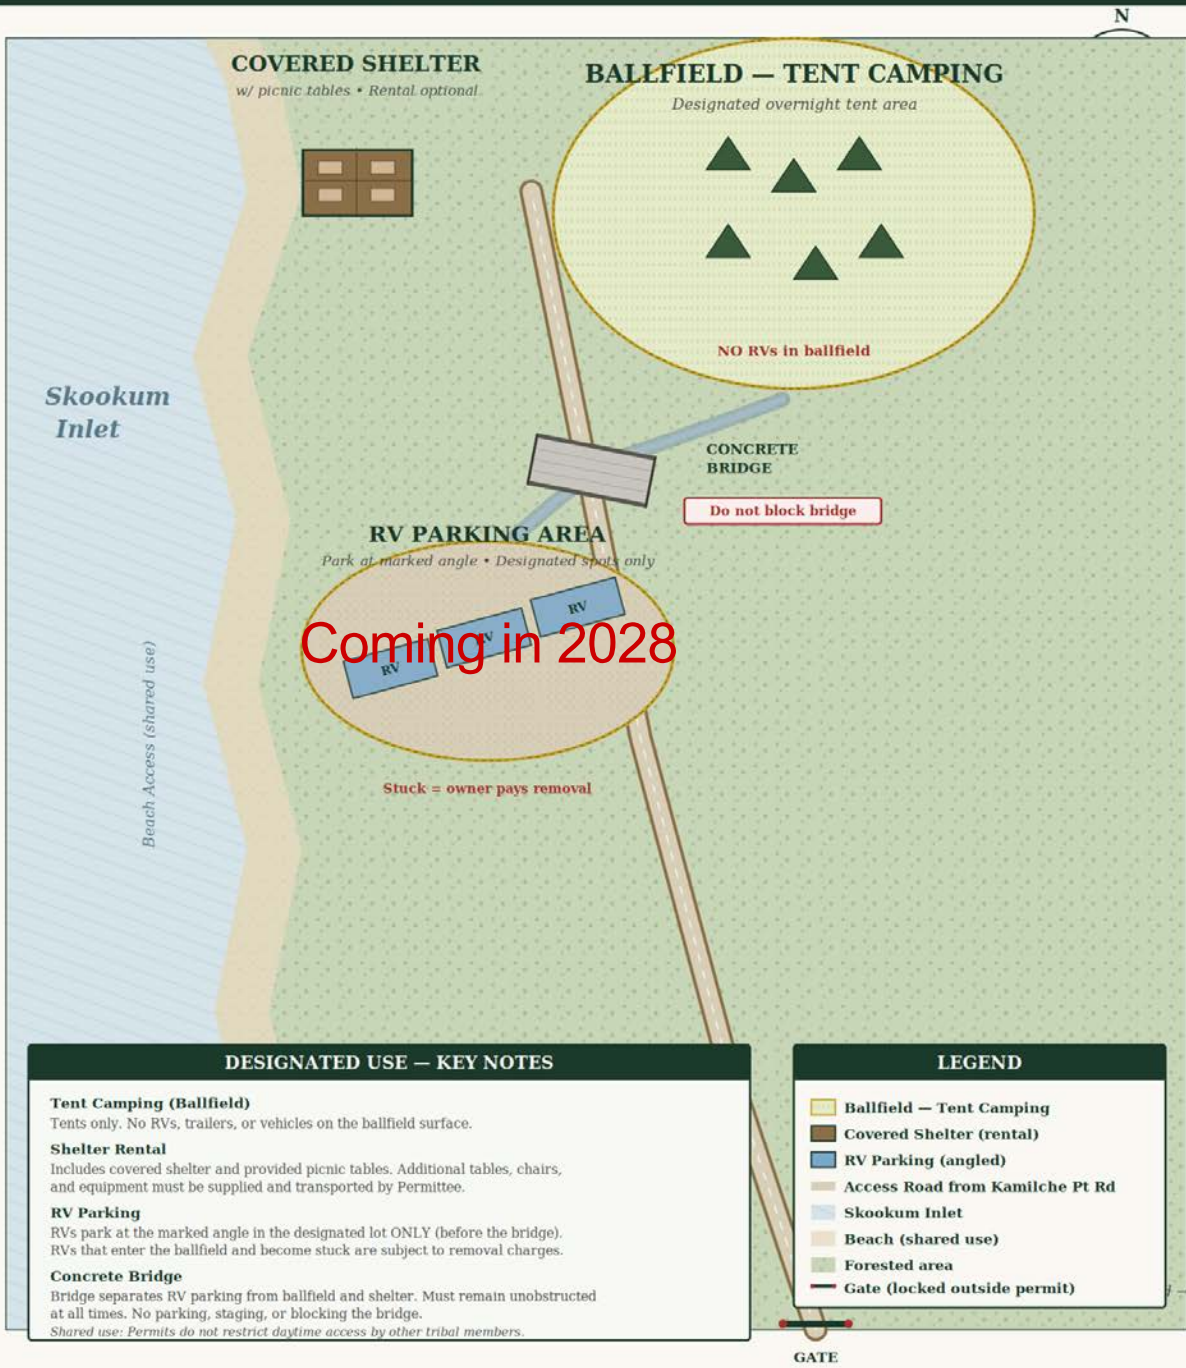 N
COVERED SHELTER
w/ picnic tables • Rental optional
BALLFIELD — TENT CAMPING
Designated overnight tent area
NO RVs in ballfield
Skookum
Inlet
CONCRETE
BRIDGE
Do not block bridge
RV PARKING AREA
Park at marked angle • Designated spots only
RV
RV
RV
Coming in 2028
Beach Access (shared use)
Stuck = owner pays removal
DESIGNATED USE — KEY NOTES
Tent Camping (Ballfield)
Tents only. No RVs, trailers, or vehicles on the ballfield surface.
Shelter Rental
Includes covered shelter and provided picnic tables. Additional tables, chairs,
and equipment must be supplied and transported by Permittee.
RV Parking
RVs park at the marked angle in the designated lot ONLY (before the bridge).
RVs that enter the ballfield and become stuck are subject to removal charges.
Concrete Bridge
Bridge separates RV parking from ballfield and shelter. Must remain unobstructed
at all times. No parking, staging, or blocking the bridge.
Shared use: Permits do not restrict daytime access by other tribal members.
LEGEND
Ballfield — Tent Camping
Covered Shelter (rental)
RV Parking (angled)
Access Road from Kamilche Pt Rd
Skookum Inlet
Beach (shared use)
Forested area
Gate (locked outside permit)
GATE